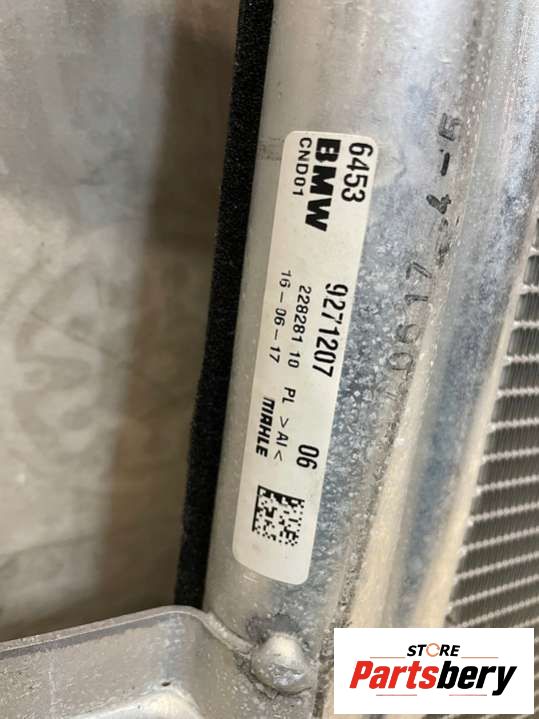 6453 9271207 06
BMW
CND01 228281 10 PL >Al<
16-06-17 MAHLE
STORE
Partsbery